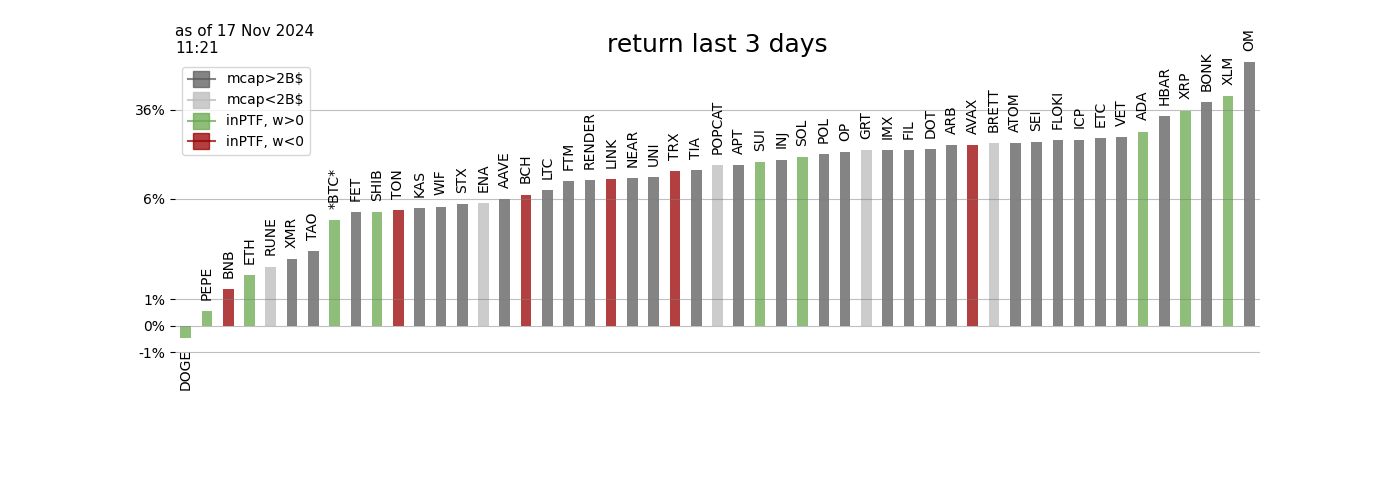 as of 17 Nov 2024
11:21
return last 3 days
mcap>2B$
mcap<2B$
inPTF, w>0
inPTF, w<0
36%
6%
1%
0%
-1%
DOGE
PEPE
BNB
ETH
RUNE
XMR
TAO
*BTC*
FET
SHIB
TON
KAS
WIF
STX
ENA
AAVE
BCH
LTC
FTM
RENDER
LINK
NEAR
UNI
TRX
TIA
POPCAT
APT
SUI
INJ
SOL
POL
OP
GRT
IMX
FIL
DOT
ARB
AVAX
BRETT
ATOM
SEI
FLOKI
ICP
ETC
VET
ADA
HBAR
XRP
BONK
XLM
OM